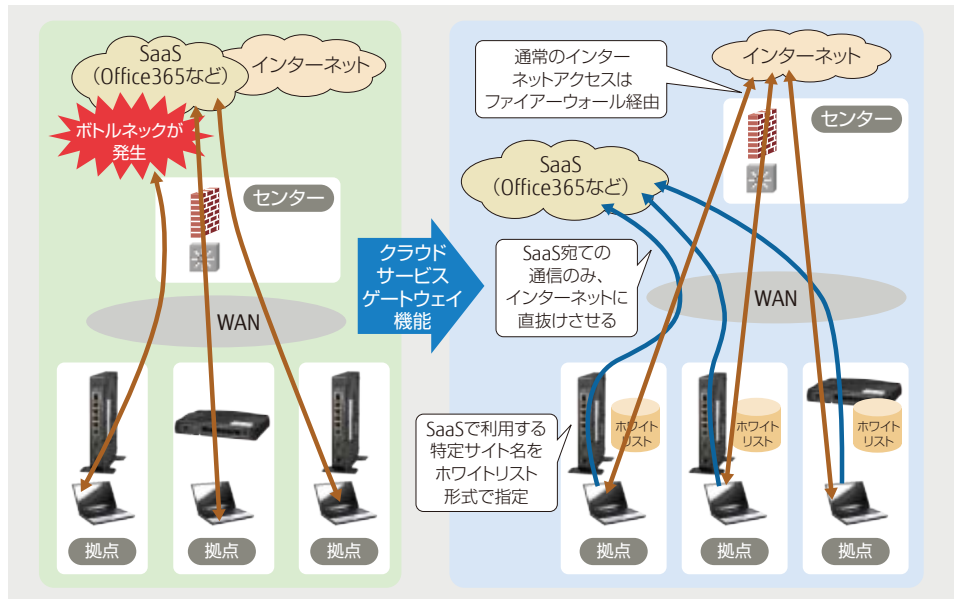 SaaS
（Office365など）
インターネット
ボトルネックが
発生
センター
WAN
拠点
拠点
拠点
クラウド
サービス
ゲートウェイ
機能
通常のインター
ネットアクセスは
ファイアーウォール経由
インターネット
センター
SaaS
（Office365など）
SaaS宛ての
通信のみ、
インターネットに
直抜けさせる
WAN
SaaSで利用する
特定サイト名を
ホワイトリスト
形式で指定
ホワイト
リスト
ホワイト
リスト
ホワイト
リスト
拠点
拠点
拠点